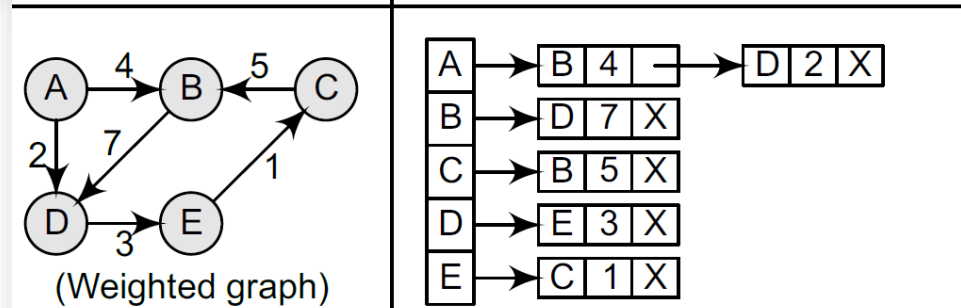 A 4 B 5 C
2 7 1
D 3 E
(Weighted graph)
A B 4 D 2 X
B D 7 X
C B 5 X
D E 3 X
E C 1 X